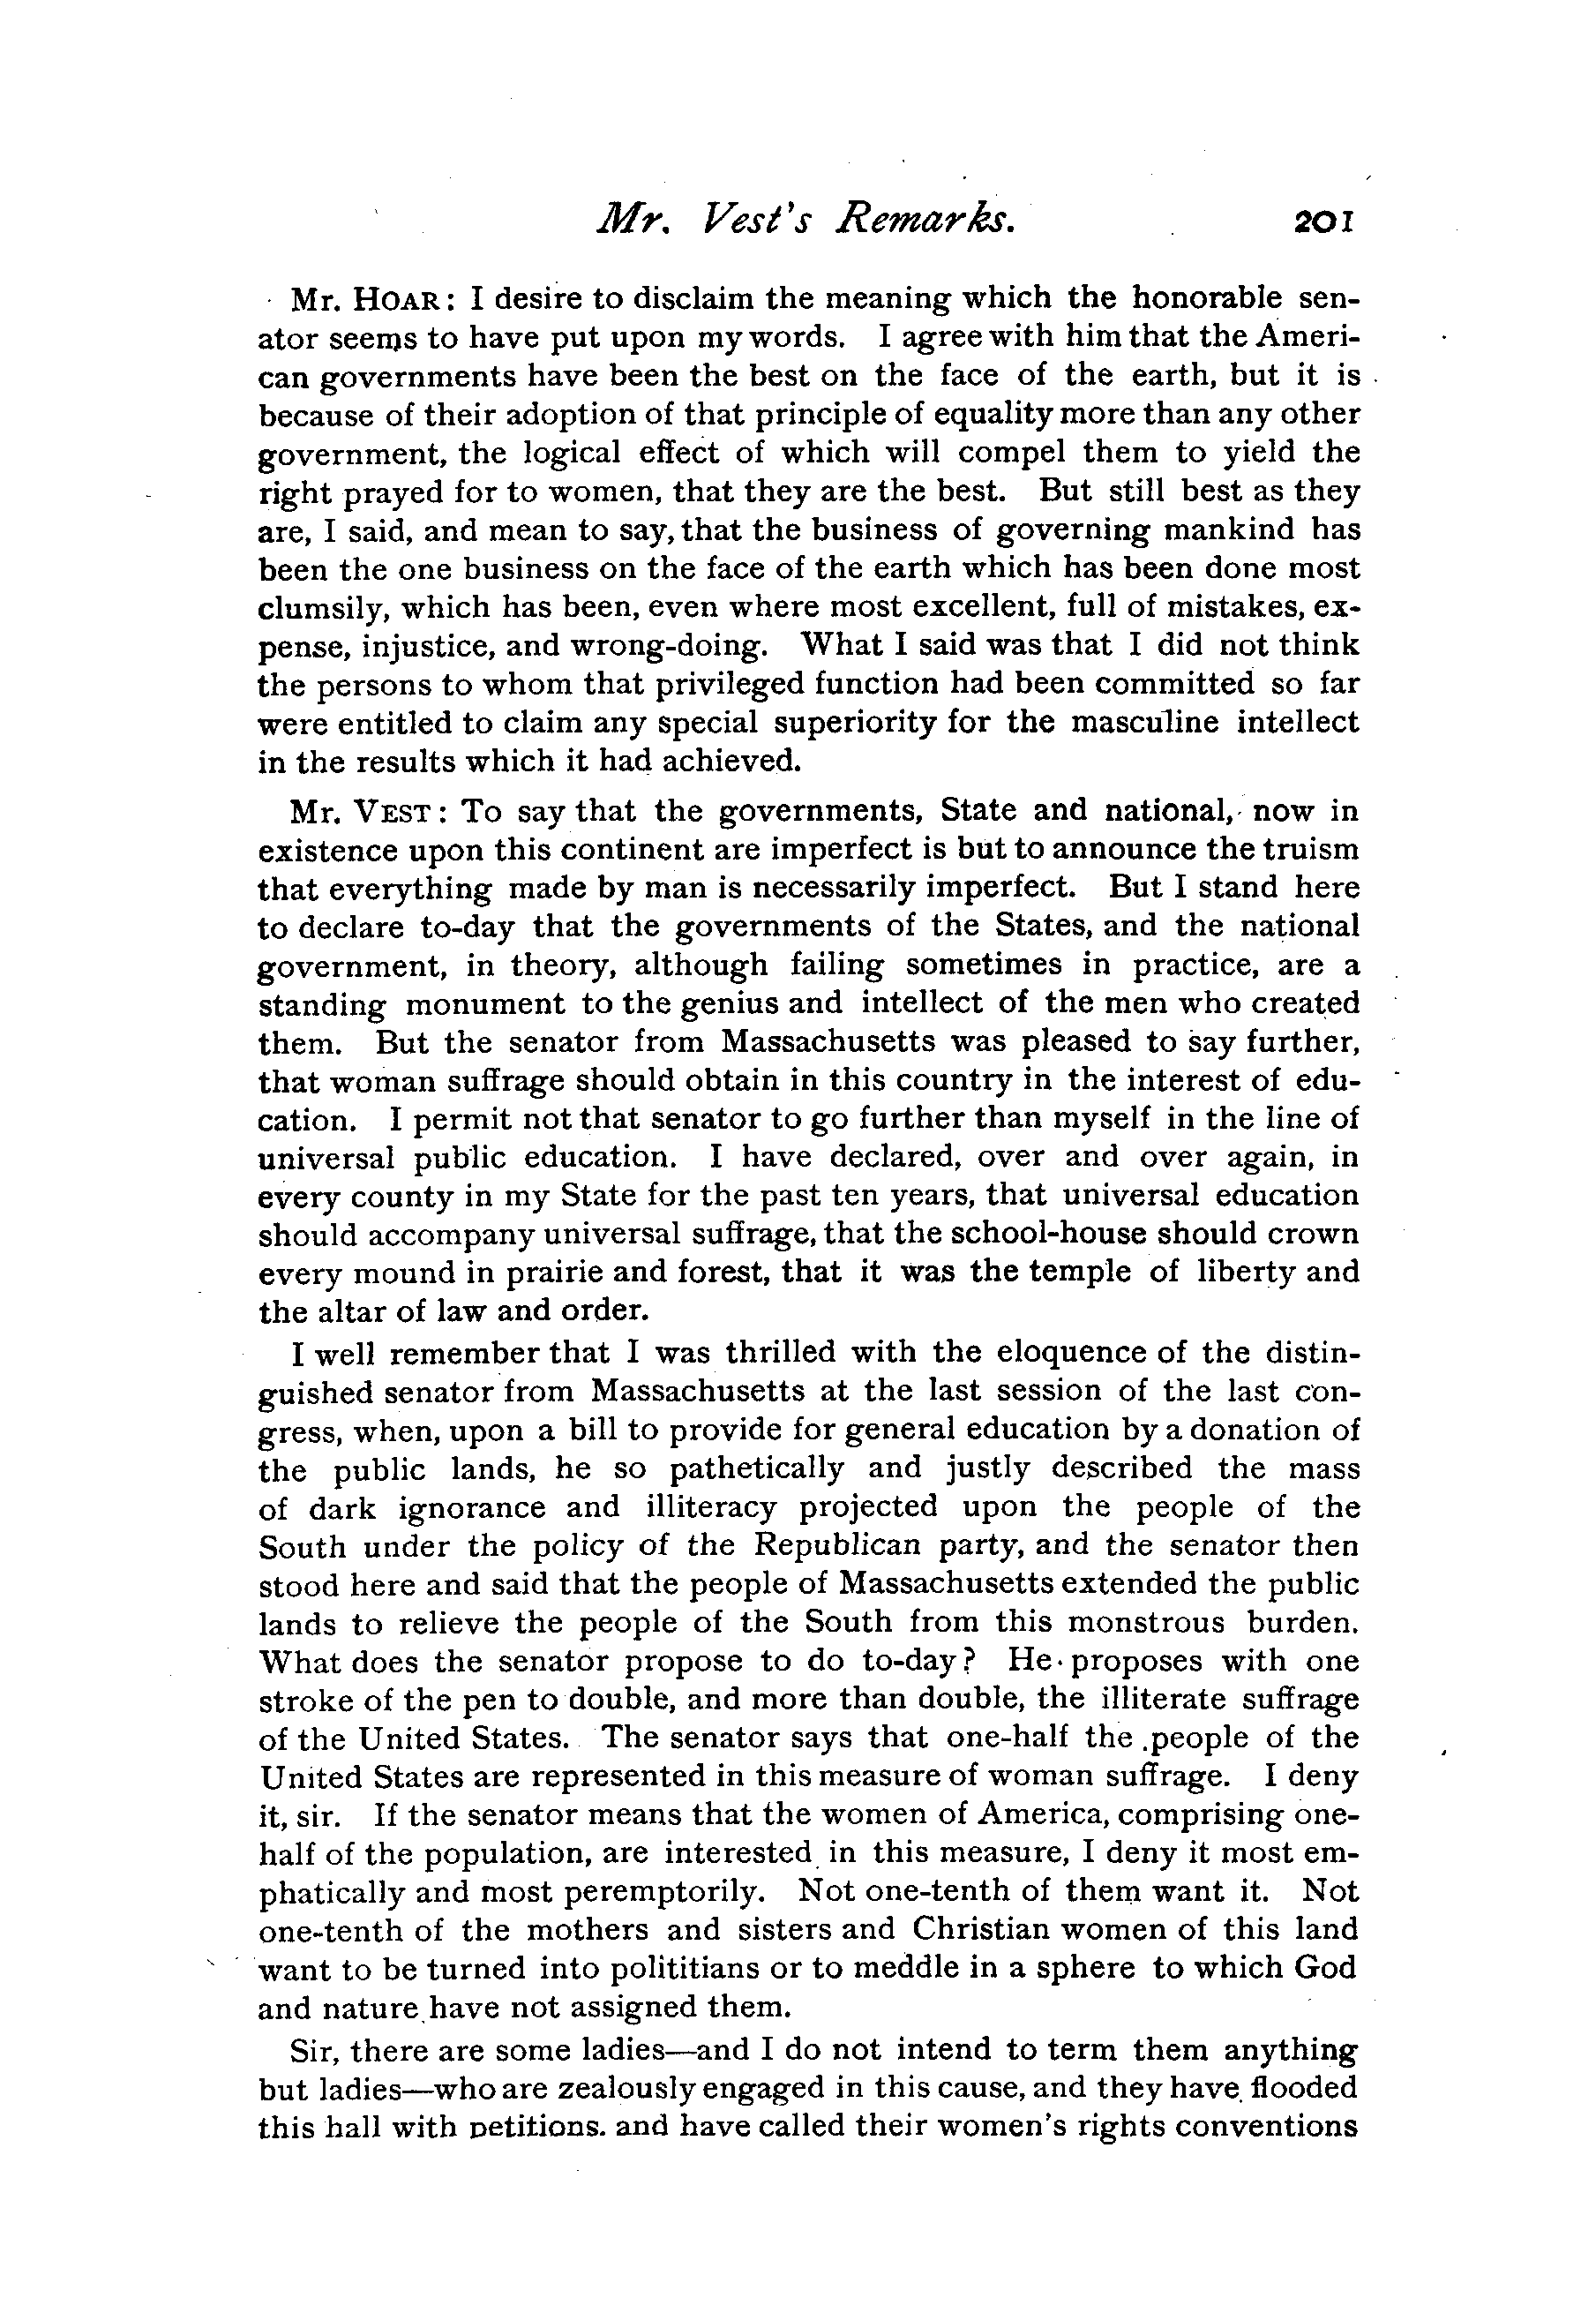 Mr. Vest's Remarks. 201
Mr. HOAR: I desire to disclaim the meaning which the honorable sen-
ator seems to have put upon my words. I agree with him that the Ameri-
can governments have been the best on the face of the earth, but it is
because of their adoption of that principle of equality more than any other
government, the logical effect of which will compel them to yield the
right prayed for to women, that they are the best. But still best as they
are, I said, and mean to say, that the business of governing mankind has
been the one business on the face of the earth which has been done most
clumsily, which has been, even where most excellent, full of mistakes, ex-
pense, injustice, and wrong-doing. What I said was that I did not think
the persons to whom that privileged function had been committed so far
were entitled to claim any special superiority for the masculine intellect
in the results which it had achieved.
Mr. VEST: To say that the governments, State and national, now in
existence upon this continent are imperfect is but to announce the truism
that everything made by man is necessarily imperfect. But I stand here
to declare to-day that the governments of the States, and the national
government, in theory, although failing sometimes in practice, are a
standing monument to the genius and intellect of the men who created
them. But the senator from Massachusetts was pleased to say further,
that woman suffrage should obtain in this country in the interest of edu-
cation. I permit not that senator to go further than myself in the line of
universal public education. I have declared, over and over again, in
every county in my State for the past ten years, that universal education
should accompany universal suffrage, that the school-house should crown
every mound in prairie and forest, that it was the temple of liberty and
the altar of law and order.
I well remember that I was thrilled with the eloquence of the distin-
guished senator from Massachusetts at the last session of the last con-
gress, when, upon a bill to provide for general education by a donation of
the public lands, he so pathetically and justly described the mass
of dark ignorance and illiteracy projected upon the people of the
South under the policy of the Republican party, and the senator then
stood here and said that the people of Massachusetts extended the public
lands to relieve the people of the South from this monstrous burden.
What does the senator propose to do to-day? He proposes with one
stroke of the pen to double, and more than double, the illiterate suffrage
of the United States. The senator says that one-half the people of the
United States are represented in this measure of woman suffrage. I deny
it, sir. If the senator means that the women of America, comprising one-
half of the population, are interested in this measure, I deny it most em-
phatically and most peremptorily. Not one-tenth of them want it. Not
one-tenth of the mothers and sisters and Christian women of this land
want to be turned into polititians or to meddle in a sphere to which God
and nature have not assigned them.
Sir, there are some ladies—and I do not intend to term them anything
but ladies—who are zealously engaged in this cause, and they have flooded
this hall with petitions. and have called their women's rights conventions